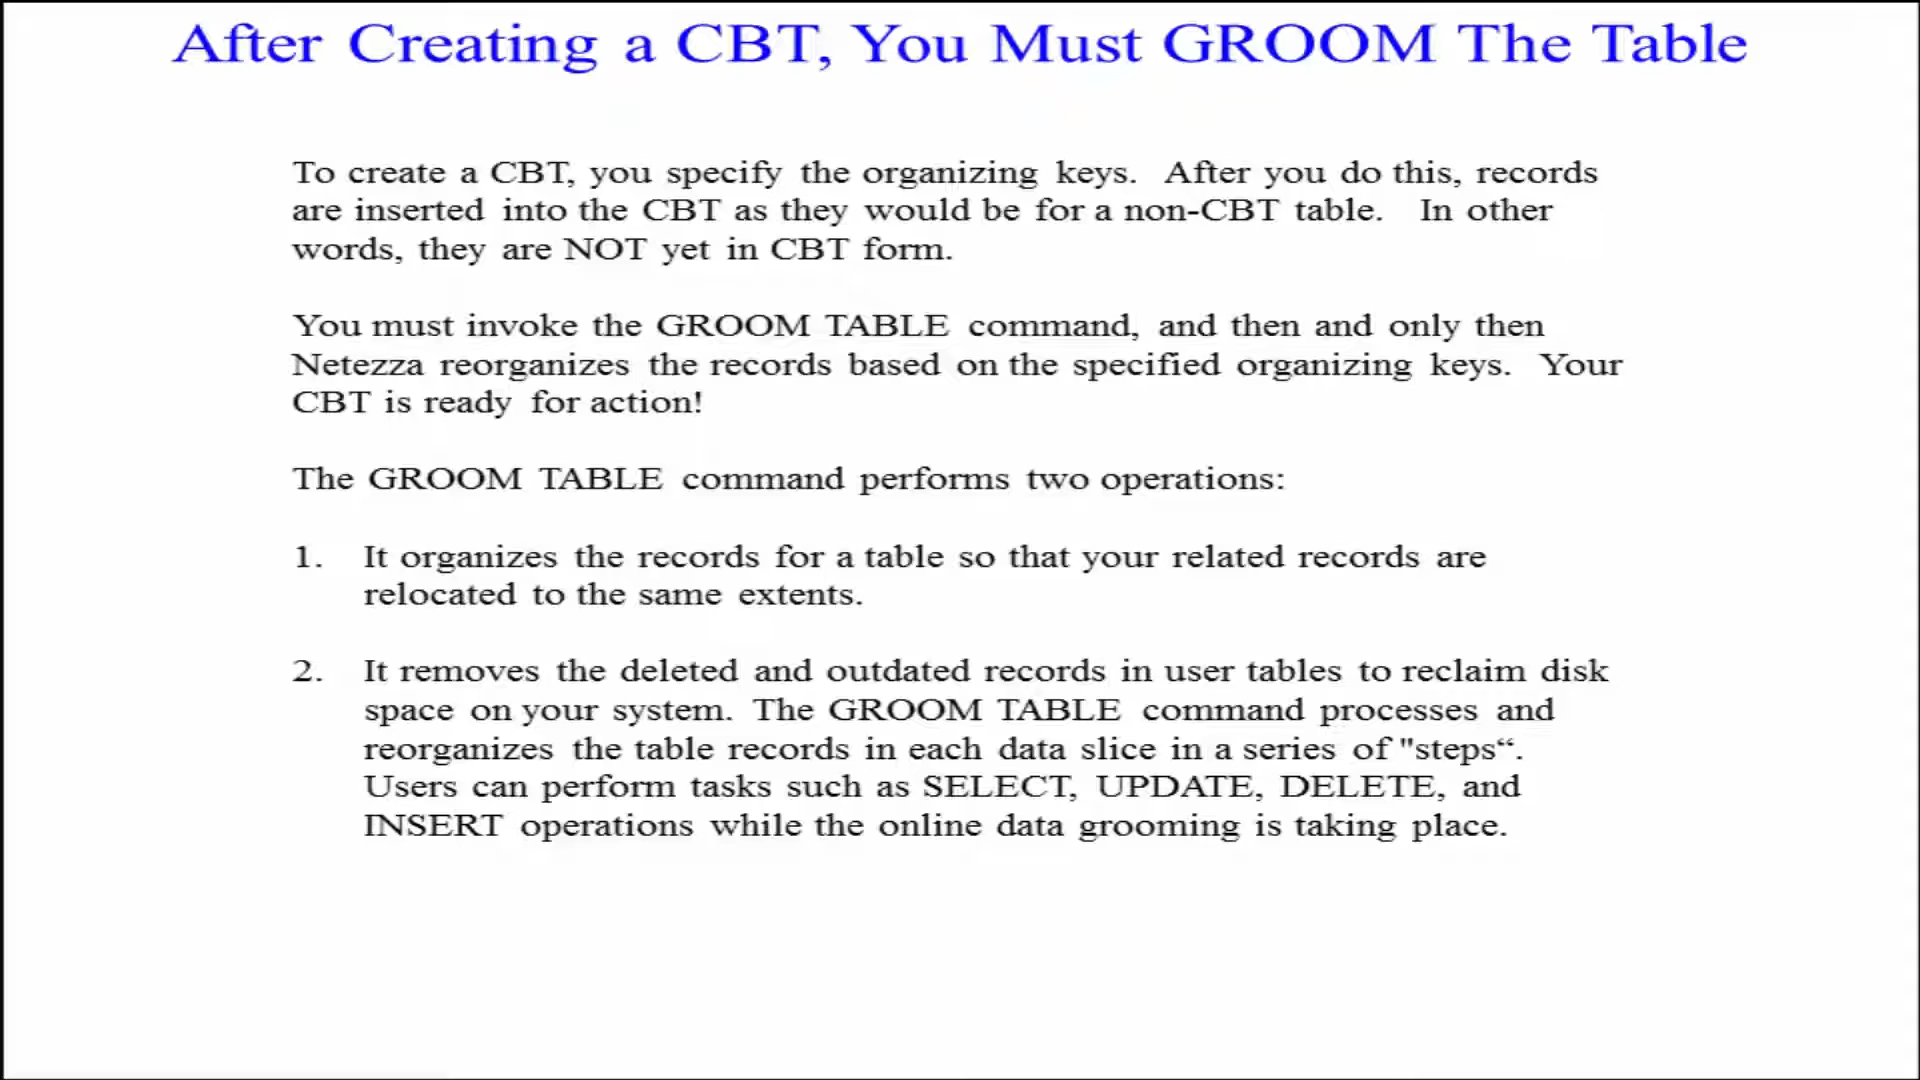 After Creating a CBT, You Must GROOM The Table
To create a CBT, you specify the organizing keys. After you do this, records
are inserted into the CBT as they would be for a non-CBT table. In other
words, they are NOT yet in CBT form.
You must invoke the GROOM TABLE command, and then and only then
Netezza reorganizes the records based on the specified organizing keys. Your
CBT is ready for action!
The GROOM TABLE command performs two operations:
1. It organizes the records for a table so that your related records are
relocated to the same extents.
2. It removes the deleted and outdated records in user tables to reclaim disk
space on your system. The GROOM TABLE command processes and
reorganizes the table records in each data slice in a series of "steps“.
Users can perform tasks such as SELECT, UPDATE, DELETE, and
INSERT operations while the online data grooming is taking place.